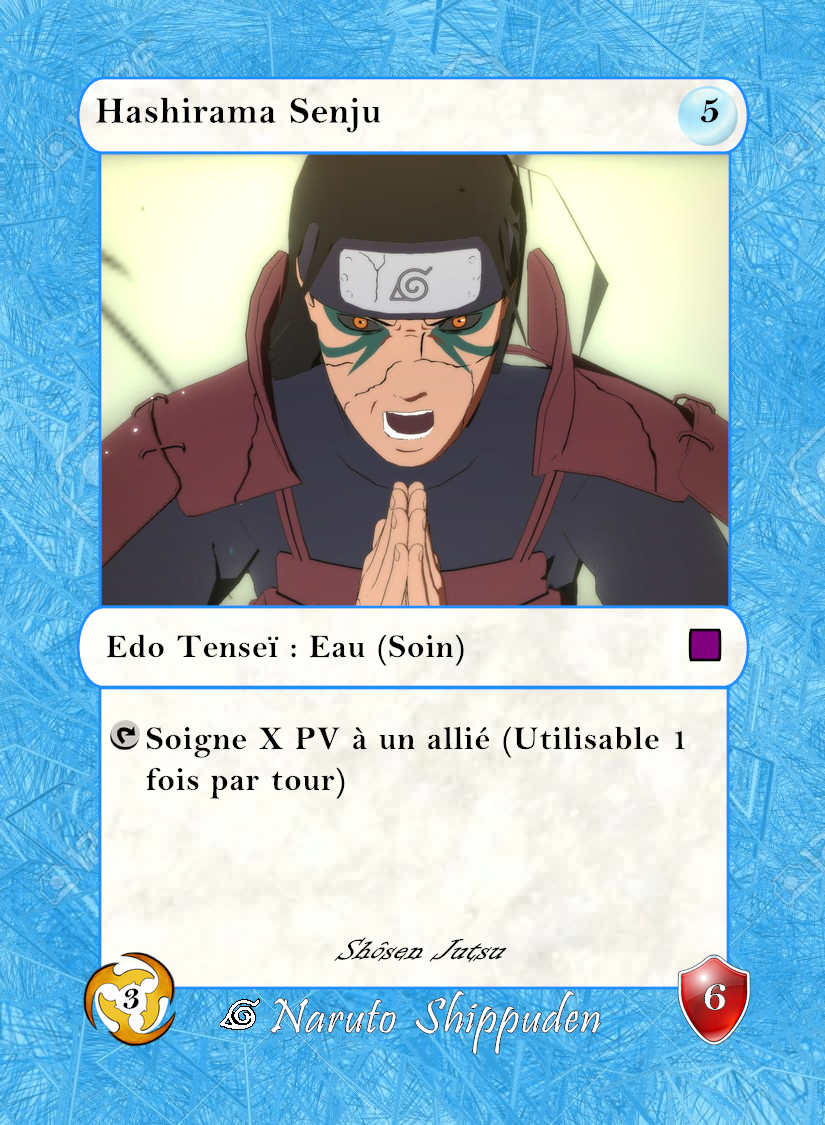 Hashirama Senju
5
Edo Tenseï : Eau (Soin)
Soigne X PV à un allié (Utilisable 1
fois par tour)
Shôsen Jutsu
3
Naruto Shippuden
6